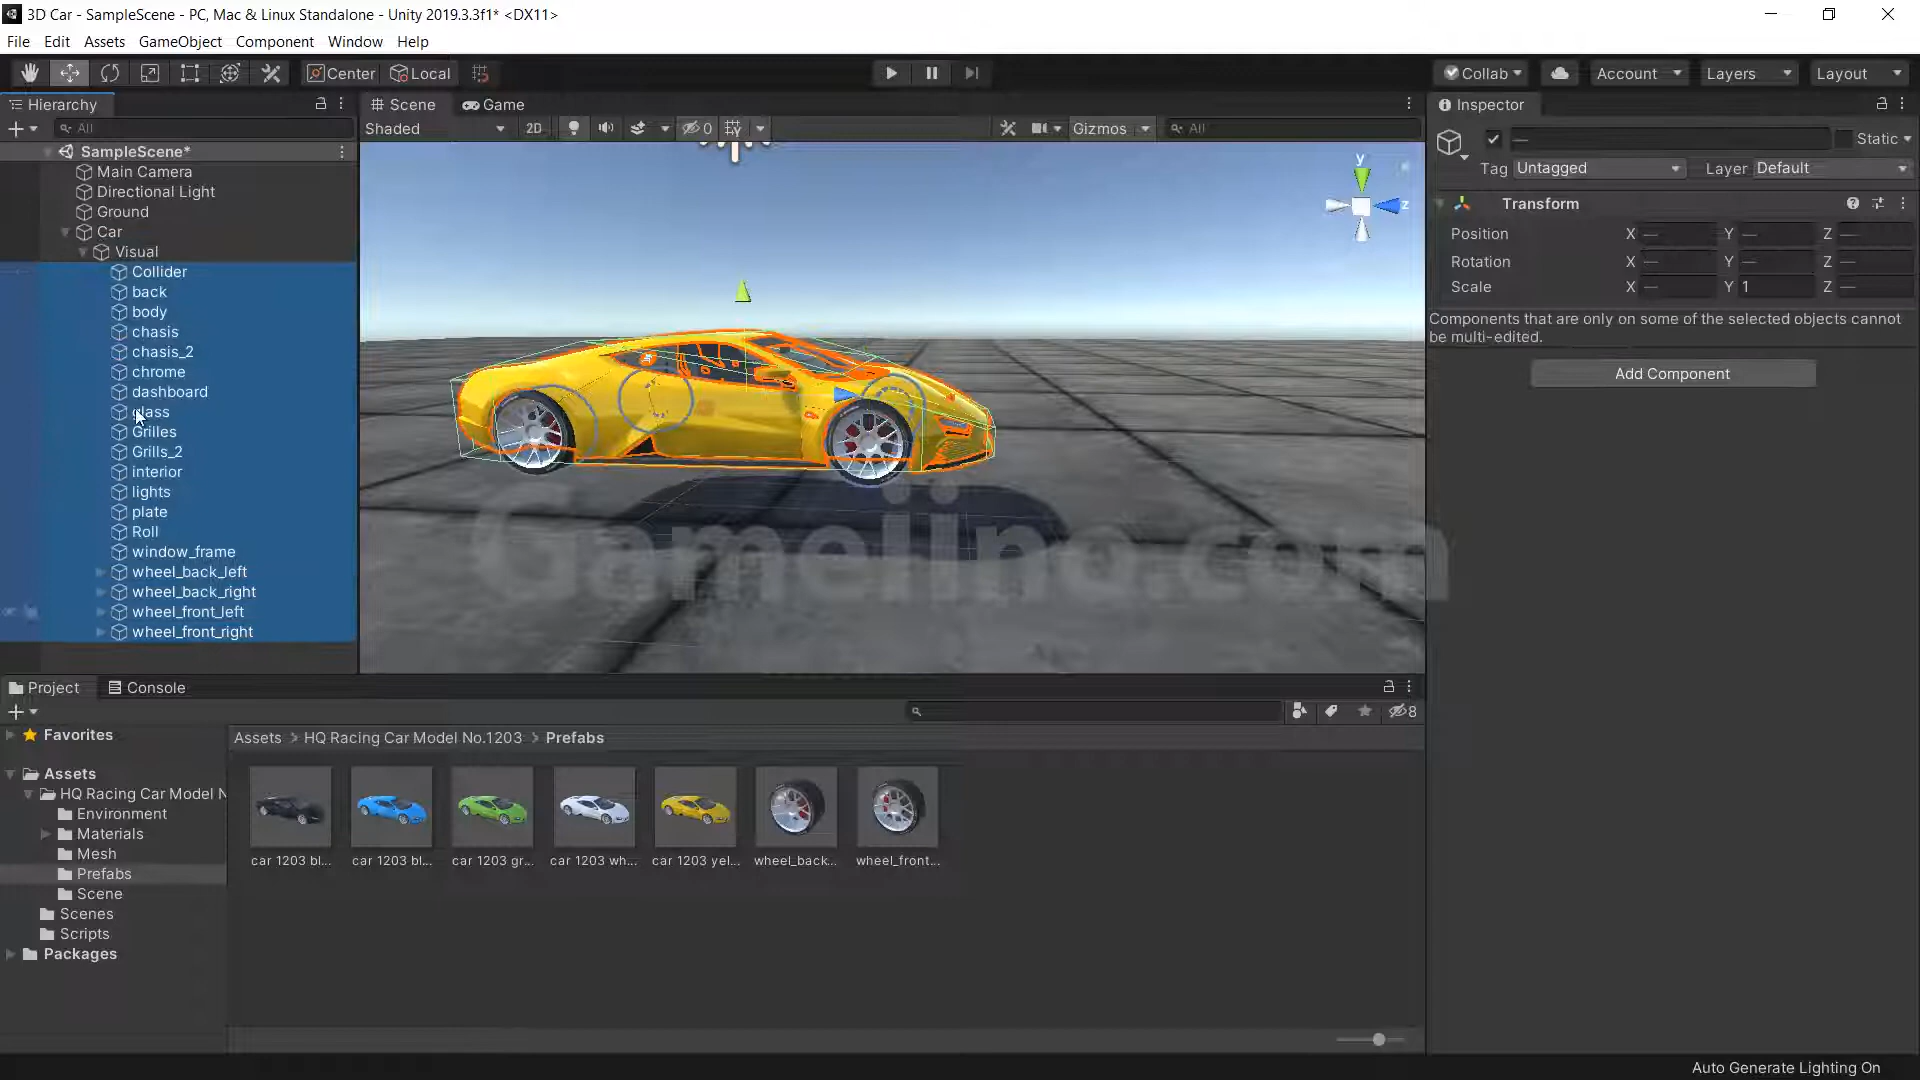 3D Car - SampleScene - PC, Mac & Linux Standalone - Unity 2019.3.3f1* <DX11>
File Edit Assets GameObject Component Window Help
Center Local
Collab Account Layers Layout
Hierarchy
All
SampleScene*
Main Camera
Directional Light
Ground
Car
Visual
Collider
back
body
chasis
chasis_2
chrome
dashboard
glass
Grilles
Grills_2
interior
lights
plate
Roll
window_frame
wheel_back_left
wheel_back_right
wheel_front_left
wheel_front_right
Scene Game
Shaded 2D 0 Gizmos All
y
z
Gamelino.com
Inspector
— Static
Tag Untagged Layer Default
Transform
Position X — Y — Z —
Rotation X — Y — Z —
Scale X — Y 1 Z —
Components that are only on some of the selected objects cannot
be multi-edited.
Add Component
Project Console
8
Favorites
Assets
HQ Racing Car Model N
Environment
Materials
Mesh
Prefabs
Scene
Scenes
Scripts
Packages
Assets > HQ Racing Car Model No.1203 > Prefabs
car 1203 bl... car 1203 bl... car 1203 gr... car 1203 wh... car 1203 yel... wheel_back... wheel_front...
Auto Generate Lighting On